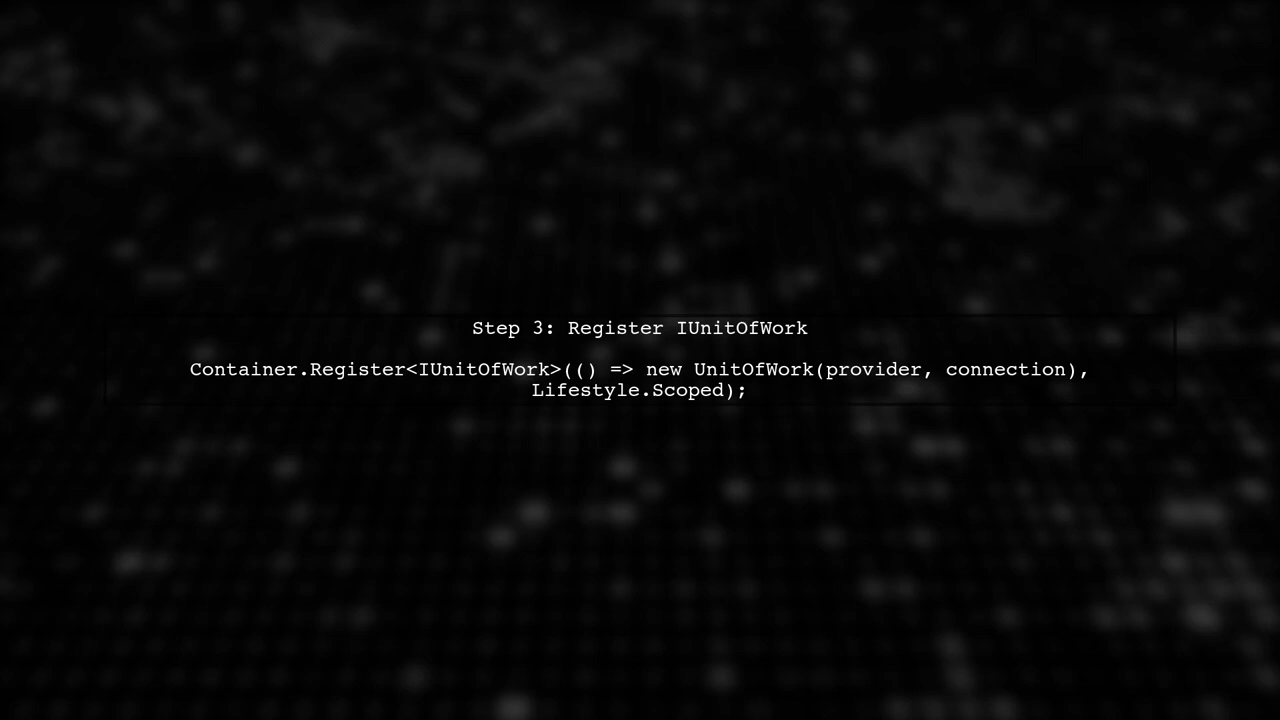 Step 3: Register IUnitOfWork
Container.Register<IUnitOfWork>(() => new UnitOfWork(provider, connection),
Lifestyle.Scoped);